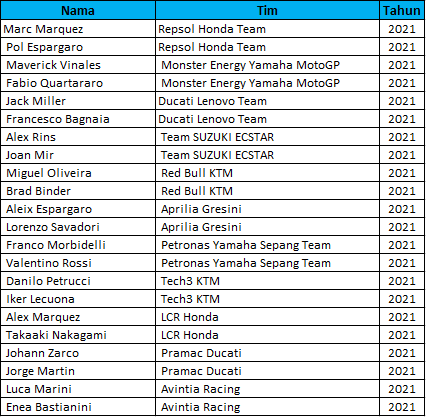 Nama Tim Tahun
Marc Marquez Repsol Honda Team 2021
Pol Espargaro Repsol Honda Team 2021
Maverick Vinales Monster Energy Yamaha MotoGP 2021
Fabio Quartararo Monster Energy Yamaha MotoGP 2021
Jack Miller Ducati Lenovo Team 2021
Francesco Bagnaia Ducati Lenovo Team 2021
Alex Rins Team SUZUKI ECSTAR 2021
Joan Mir Team SUZUKI ECSTAR 2021
Miguel Oliveira Red Bull KTM 2021
Brad Binder Red Bull KTM 2021
Aleix Espargaro Aprilia Gresini 2021
Lorenzo Savadori Aprilia Gresini 2021
Franco Morbidelli Petronas Yamaha Sepang Team 2021
Valentino Rossi Petronas Yamaha Sepang Team 2021
Danilo Petrucci Tech3 KTM 2021
Iker Lecuona Tech3 KTM 2021
Alex Marquez LCR Honda 2021
Takaaki Nakagami LCR Honda 2021
Johann Zarco Pramac Ducati 2021
Jorge Martin Pramac Ducati 2021
Luca Marini Avintia Racing 2021
Enea Bastianini Avintia Racing 2021